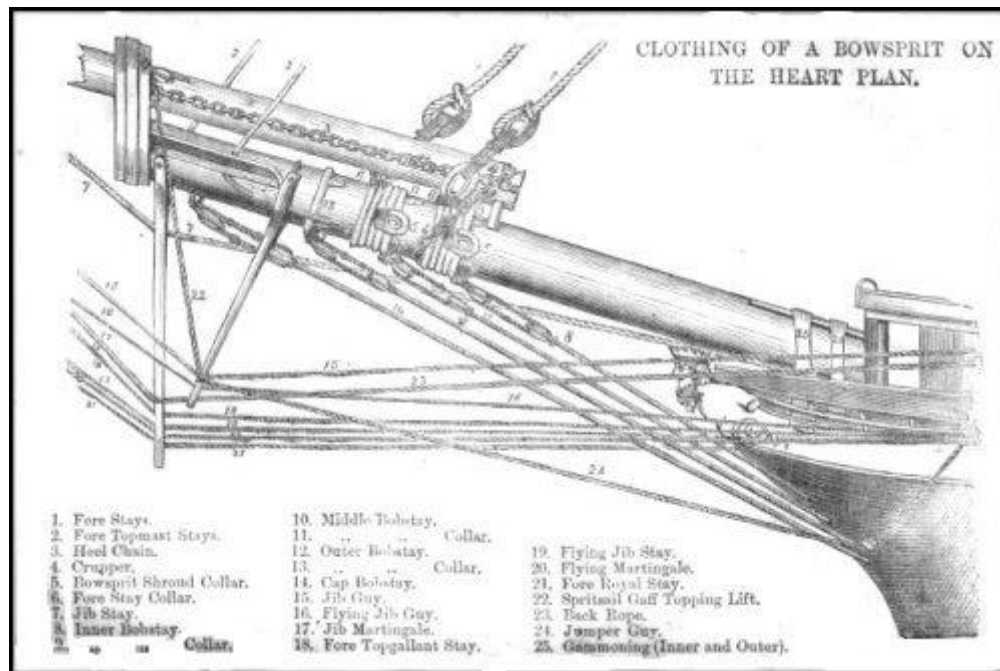 CLOTHING OF A BOWSPRIT ON
THE HEART PLAN.
1. Fore Stays.
2. Fore Topmast Stays.
3. Heel Chain.
4. Crupper.
5. Bowsprit Shroud Collar.
6. Fore Stay Collar.
7. Jib Stay.
8. Inner Bobstay.
9. „ „ Collar.
10. Middle Bobstay.
11. „ „ Collar.
12. Outer Bobstay.
13. „ „ Collar.
14. Cap Bobstay.
15. Jib Guy.
16. Flying Jib Guy.
17. Jib Martingale.
18. Fore Topgallant Stay.
19. Flying Jib Stay.
20. Flying Martingale.
21. Fore Royal Stay.
22. Spritsail Gaff Topping Lift.
23. Back Rope.
24. Jumper Guy.
25. Gammoning (Inner and Outer).